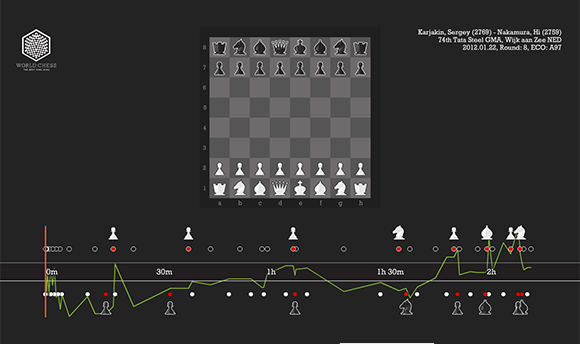 Karjakin, Sergey (2769) - Nakamura, Hi (2759)
74th Tata Steel GMA, Wijk aan Zee NED
2012.01.22, Round: 8, ECO: A97
WORLD CHESS
8
7
6
5
4
3
2
1
a b c d e f g h
0m 30m 1h 1h 30m 2h